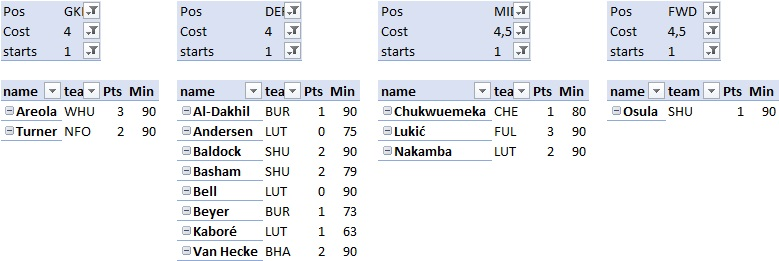 Pos GK
Cost 4
starts 1
name tea Pts Min
Areola WHU 3 90
Turner NFO 2 90
Pos DE
Cost 4
starts 1
name tea Pts Min
Al-Dakhil BUR 1 90
Andersen LUT 0 75
Baldock SHU 2 90
Basham SHU 2 79
Bell LUT 0 90
Beyer BUR 1 73
Kaboré LUT 1 63
Van Hecke BHA 2 90
Pos MI
Cost 4,5
starts 1
name tea Pts Min
Chukwuemeka CHE 1 80
Lukić FUL 3 90
Nakamba LUT 2 90
Pos FWD
Cost 4,5
starts 1
name team Pts Min
Osula SHU 1 90